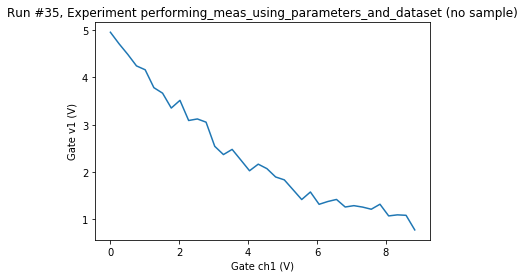 Run #35, Experiment performing_meas_using_parameters_and_dataset (no sample)
5
4
3
2
1
Gate v1 (V)
0 2 4 6 8
Gate ch1 (V)